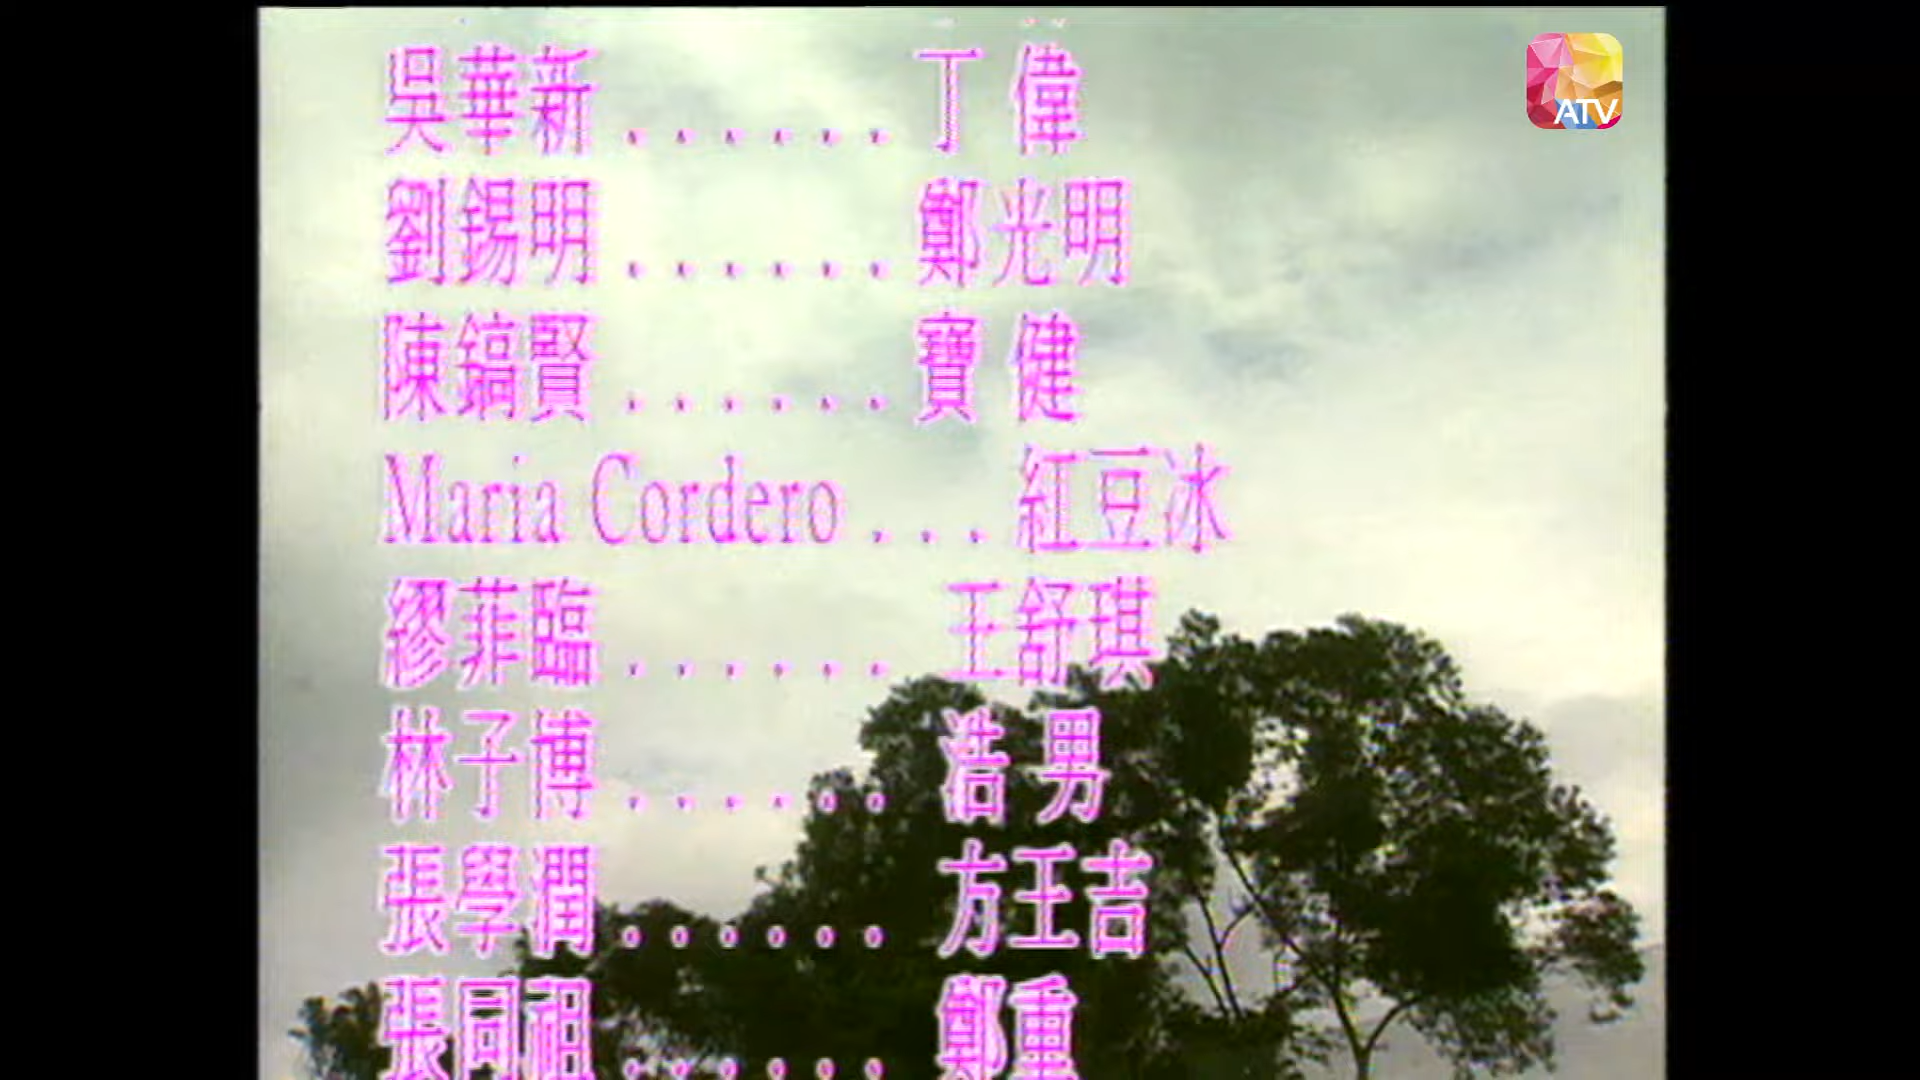 ATV
吳華新......丁偉
劉錫明......鄭光明
陳鎬賢......寶健
Maria Cordero...紅豆冰
繆菲臨......王舒琪
林子博......浩男
張學潤......方王吉
張同祖......鄭重